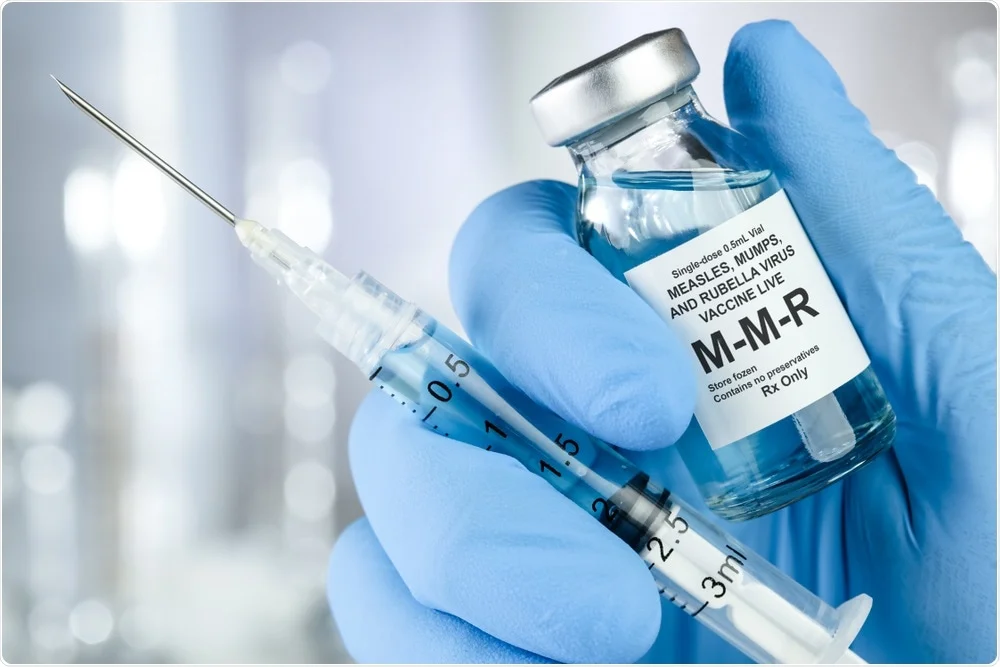 Single-dose 0.5mL Vial
MEASLES, MUMPS,
AND RUBELLA VIRUS
VACCINE LIVE
M-M-R
Store frozen
Contains no preservatives
Rx Only
0.5
1
1.5
2
2.5
3ml